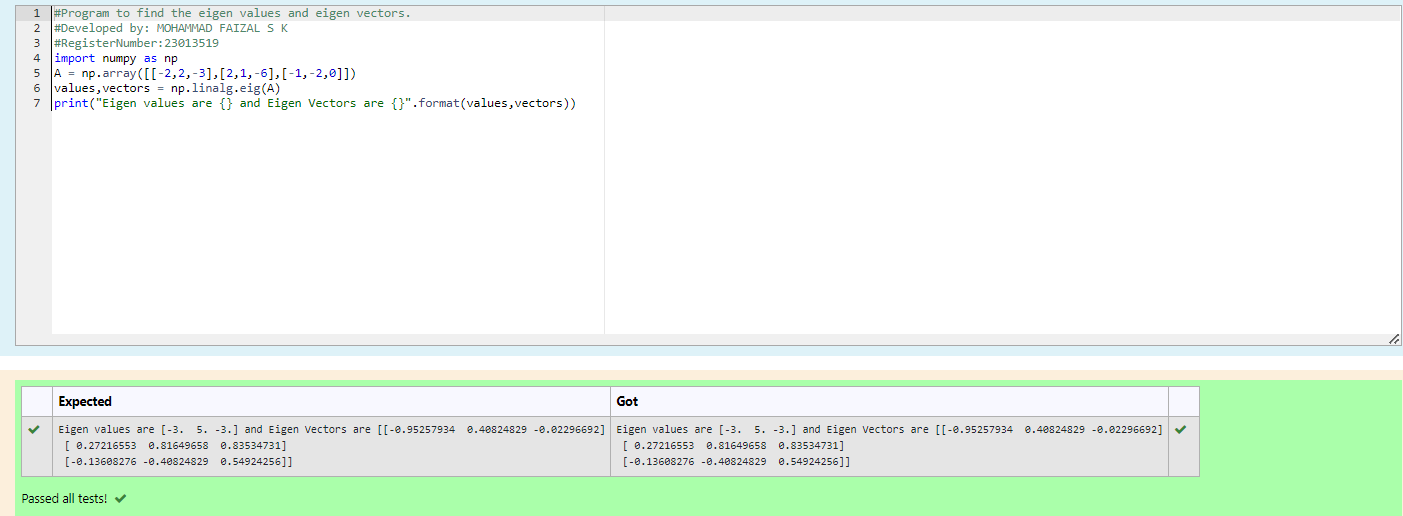 1 #Program to find the eigen values and eigen vectors.
2 #Developed by: MOHAMMAD FAIZAL S K
3 #RegisterNumber:23013519
4 import numpy as np
5 A = np.array([[-2,2,-3],[2,1,-6],[-1,-2,0]])
6 values,vectors = np.linalg.eig(A)
7 print("Eigen values are {} and Eigen Vectors are {}".format(values,vectors))
Expected Got
Eigen values are [-3.  5. -3.] and Eigen Vectors are [[-0.95257934  0.40824829 -0.02296692] Eigen values are [-3.  5. -3.] and Eigen Vectors are [[-0.95257934  0.40824829 -0.02296692]
[ 0.27216553  0.81649658  0.83534731] [ 0.27216553  0.81649658  0.83534731]
[-0.13608276 -0.40824829  0.54924256]] [-0.13608276 -0.40824829  0.54924256]]
Passed all tests!